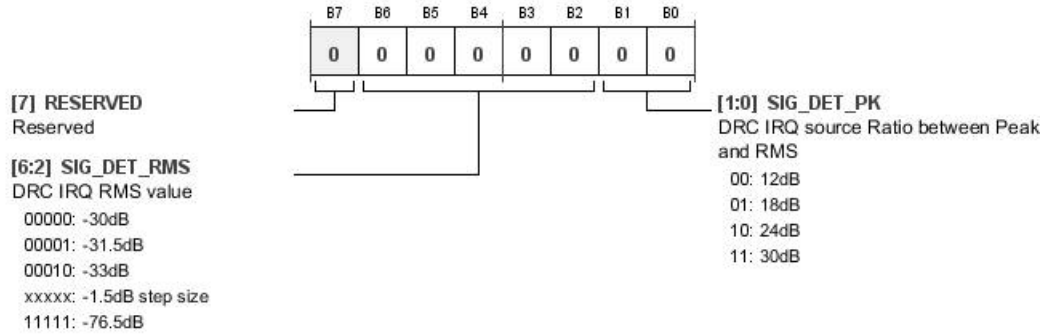 B7 B6 B5 B4 B3 B2 B1 B0
0 0 0 0 0 0 0 0
[7] RESERVED
Reserved
[6:2] SIG_DET_RMS
DRC IRQ RMS value
00000: -30dB
00001: -31.5dB
00010: -33dB
xxxxx: -1.5dB step size
11111: -76.5dB
[1:0] SIG_DET_PK
DRC IRQ source Ratio between Peak
and RMS
00: 12dB
01: 18dB
10: 24dB
11: 30dB